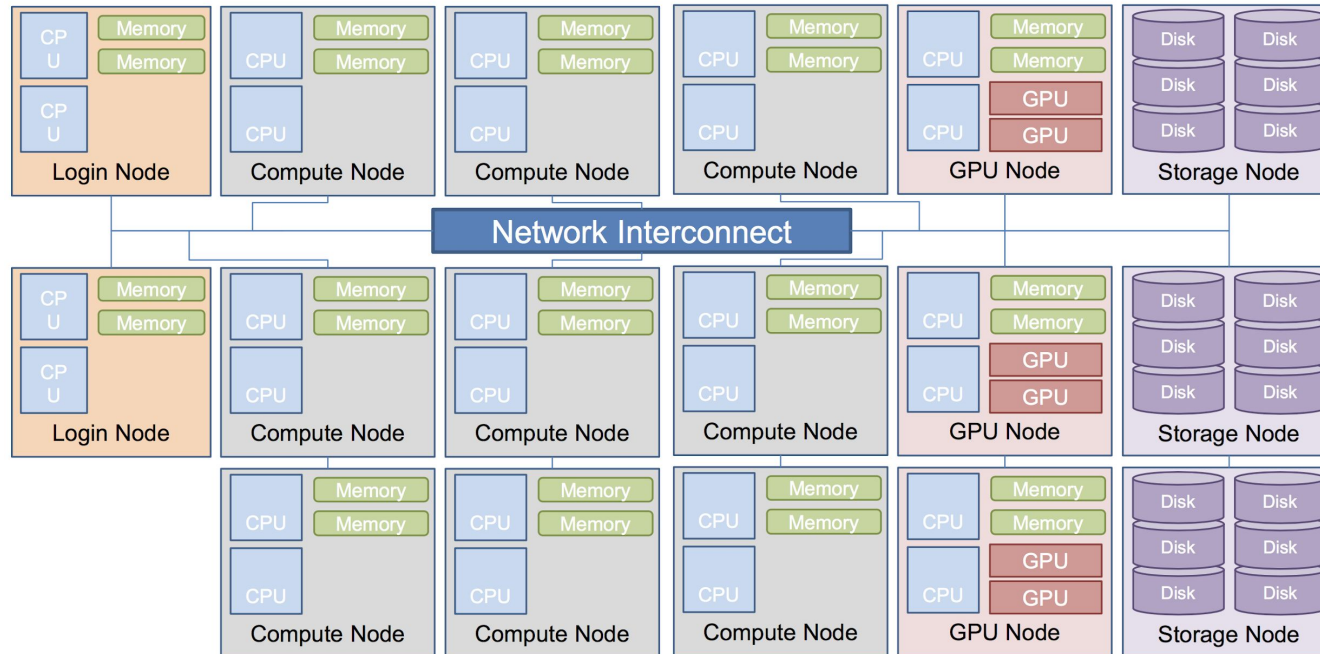 CP
U
Memory
Memory
CP
U
Login Node
CPU
Memory
Memory
CPU
Compute Node
CPU
Memory
Memory
CPU
Compute Node
CPU
Memory
Memory
CPU
Compute Node
CPU
Memory
Memory
CPU
GPU
GPU
GPU Node
Disk
Disk
Disk
Disk
Disk
Disk
Storage Node
Network Interconnect
CP
U
Memory
Memory
CP
U
Login Node
CPU
Memory
Memory
CPU
Compute Node
CPU
Memory
Memory
CPU
Compute Node
CPU
Memory
Memory
CPU
Compute Node
CPU
Memory
Memory
CPU
GPU
GPU
GPU Node
Disk
Disk
Disk
Disk
Disk
Disk
Storage Node
CPU
Memory
Memory
CPU
Compute Node
CPU
Memory
Memory
CPU
Compute Node
CPU
Memory
Memory
CPU
Compute Node
CPU
Memory
Memory
CPU
GPU
GPU
GPU Node
Disk
Disk
Disk
Disk
Disk
Disk
Storage Node